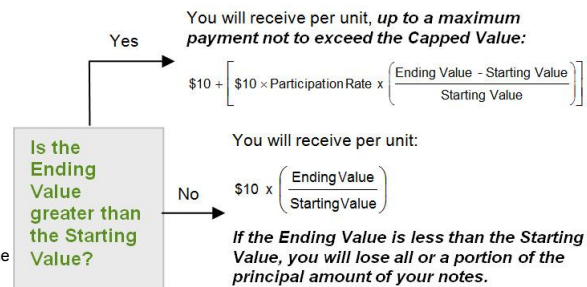 You will receive per unit, up to a maximum
payment not to exceed the Capped Value:
Yes
$10 + [ $10 × Participation Rate x ( Ending Value - Starting Value / Starting Value ) ]
Is the
Ending
Value
greater than
the Starting
Value?
e
No
You will receive per unit:
$10 x ( Ending Value / Starting Value )
If the Ending Value is less than the Starting
Value, you will lose all or a portion of the
principal amount of your notes.